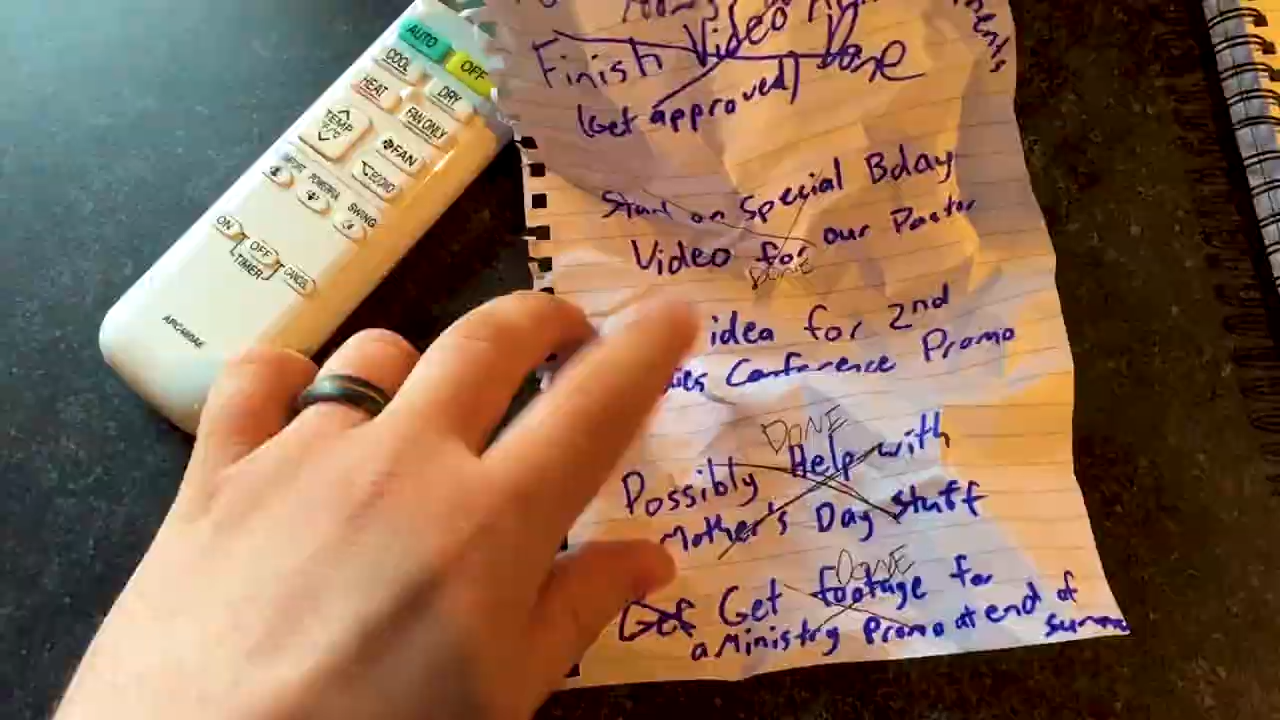 AUTO
OFF
COOL
DRY
HEAT
FAN ONLY
TEMP
FAN
ECONO
POWERFUL
SWING
ON
OFF
CANCEL
TIMER
Finish Video Done
(Get approved)
Start on Special Bday
Video for our Pastor
DONE
idea for 2nd
Conference Promo
DONE
Possibly Help with
Mother's Day Stuff
DONE
Get Get footage for
a Ministry Promo at end of